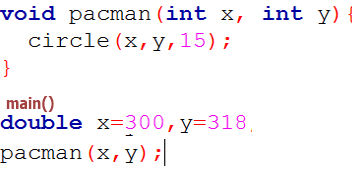 void pacman(int x, int y){
circle(x,y,15);
}
main()
double x=300,y=318
pacman(x,y);